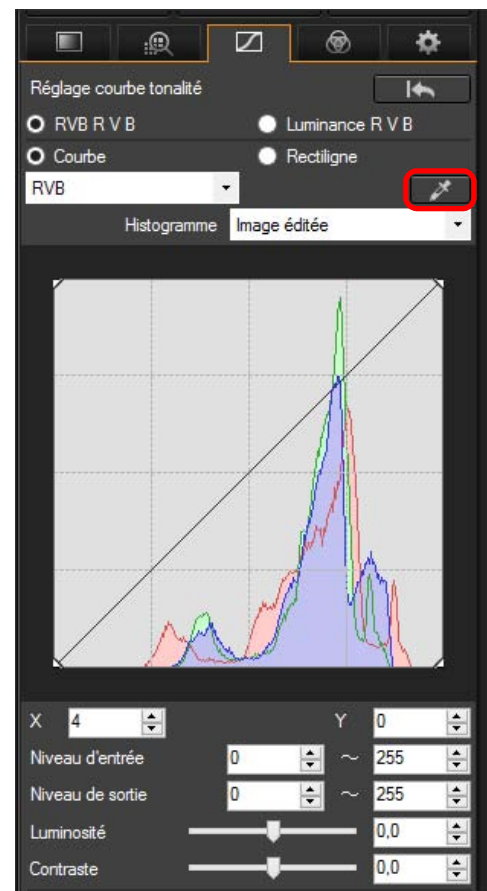 Réglage courbe tonalité
RVB R V B Luminance R V B
Courbe Rectiligne
RVB
Histogramme Image éditée
X 4 Y 0
Niveau d'entrée 0 ~ 255
Niveau de sortie 0 ~ 255
Luminosité 0,0
Contraste 0,0